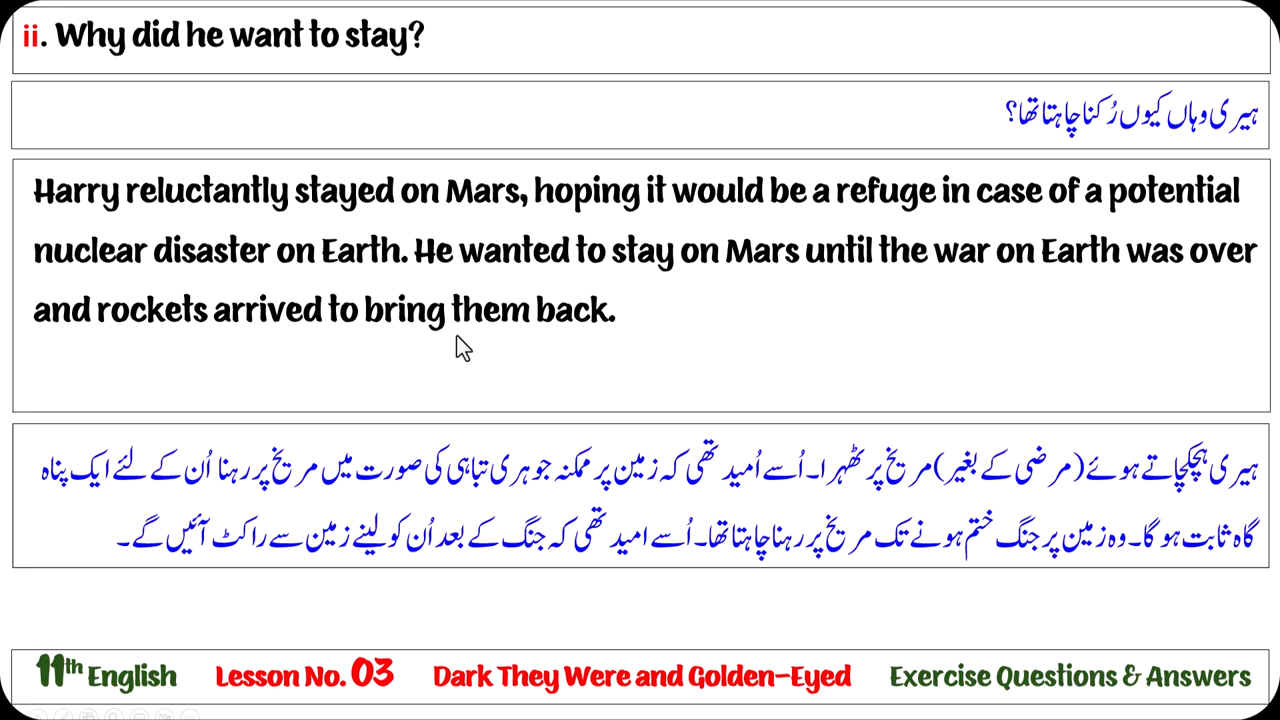 ii. Why did he want to stay?
ہیری وہاں کیوں رُکنا چاہتا تھا؟
Harry reluctantly stayed on Mars, hoping it would be a refuge in case of a potential
nuclear disaster on Earth. He wanted to stay on Mars until the war on Earth was over
and rockets arrived to bring them back.
ہیری ہچکچاتے ہوئے (مرضی کے بغیر) مریخ پر ٹھہرا۔ اُسے اُمید تھی کہ زمین پر ممکنہ جوہری تباہی کی صورت میں مریخ پر رہنا اُن کے لئے ایک پناہ
گاہ ثابت ہو گا۔ وہ زمین پر جنگ ختم ہونے تک مریخ پر رہنا چاہتا تھا۔ اُسے امید تھی کہ جنگ کے بعد اُن کو لینے زمین سے راکٹ آئیں گے۔
11th English Lesson No. 03 Dark They Were and Golden-Eyed Exercise Questions & Answers